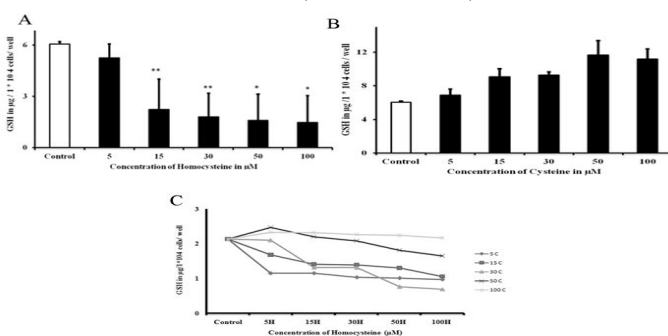 A
GSH in µg / 1 * 10 4 cells/ well
6
3
0
**
**
*
*
Control 5 15 30 50 100
Concentration of Homocysteine in µM
B
GSH in µg /1 * 10 4 cells/ well
12
8
4
0
Control 5 15 30 50 100
Concentration of Cysteine in µM
C
GSH in µg/1*104 cells/ well
3
2
1
0
5 C
15 C
30 C
50 C
100 C
Control 5H 15H 30H 50H 100H
Concentration of Homocysteine (µM)